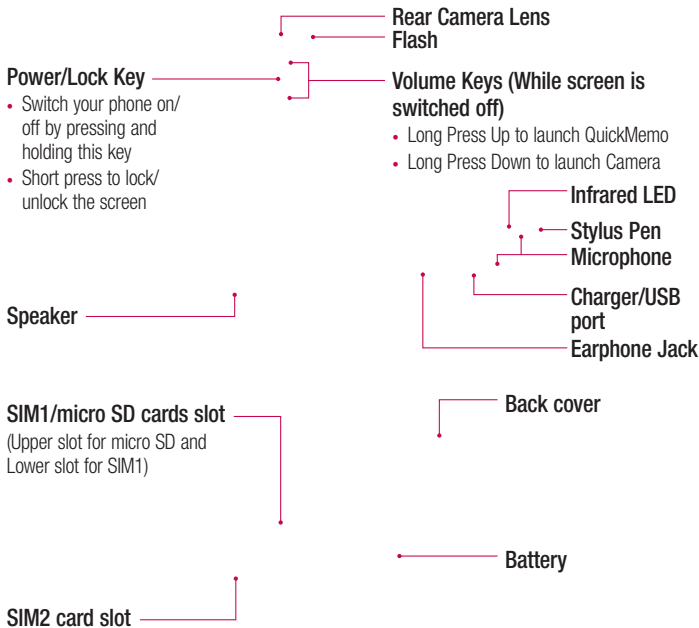 Rear Camera Lens
Flash
Power/Lock Key
• Switch your phone on/
off by pressing and
holding this key
• Short press to lock/
unlock the screen
Volume Keys (While screen is
switched off)
• Long Press Up to launch QuickMemo
• Long Press Down to launch Camera
Infrared LED
Stylus Pen
Microphone
Charger/USB
port
Earphone Jack
Speaker
SIM1/micro SD cards slot
(Upper slot for micro SD and
Lower slot for SIM1)
Back cover
Battery
SIM2 card slot